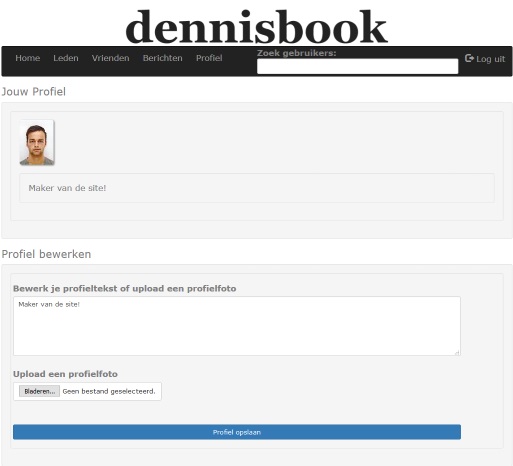 dennisbook
Home Leden Vrienden Berichten Profiel Zoek gebruikers: Log uit
Jouw Profiel
Maker van de site!
Profiel bewerken
Bewerk je profieltekst of upload een profielfoto
Maker van de site!
Upload een profielfoto
Bladeren... Geen bestand geselecteerd.
Profiel opslaan